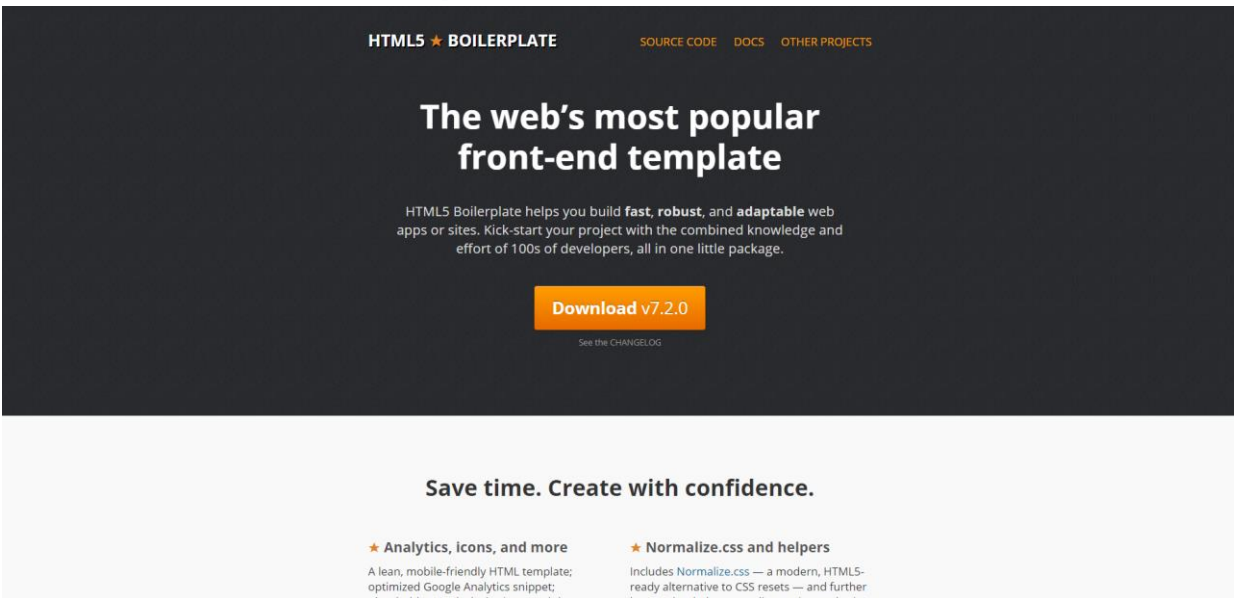 HTML5 ★ BOILERPLATE
SOURCE CODE DOCS OTHER PROJECTS
The web's most popular
front-end template
HTML5 Boilerplate helps you build fast, robust, and adaptable web
apps or sites. Kick-start your project with the combined knowledge and
effort of 100s of developers, all in one little package.
Download v7.2.0
See the CHANGELOG
Save time. Create with confidence.
★ Analytics, icons, and more
A lean, mobile-friendly HTML template;
optimized Google Analytics snippet;
★ Normalize.css and helpers
Includes Normalize.css — a modern, HTML5-
ready alternative to CSS resets — and further